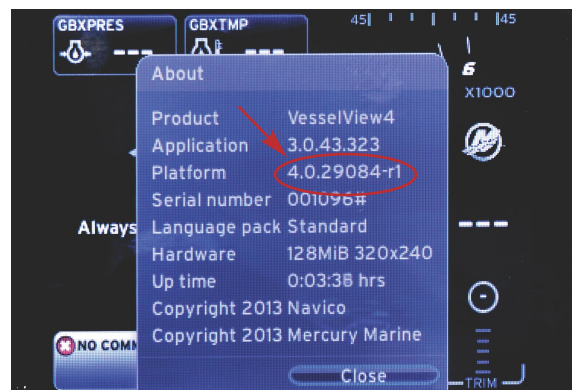 GBXPRES
GBXTMP
45 45
---
---
6
X1000
About
Product VesselView4
Application 3.0.43.323
Platform 4.0.29084-r1
Serial number 001096#
Always
Language pack Standard
---
Hardware 128MiB 320x240
Up time 0:03:38 hrs
Copyright 2013 Navico
Copyright 2013 Mercury Marine
NO COMM
Close
TRIM